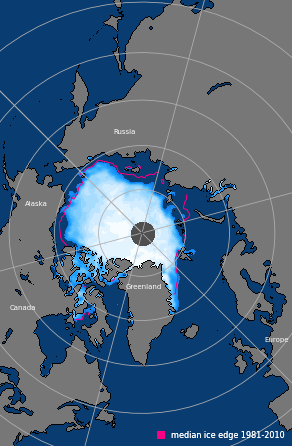 Russia
Alaska
Greenland
Canada
Europe
median ice edge 1981-2010